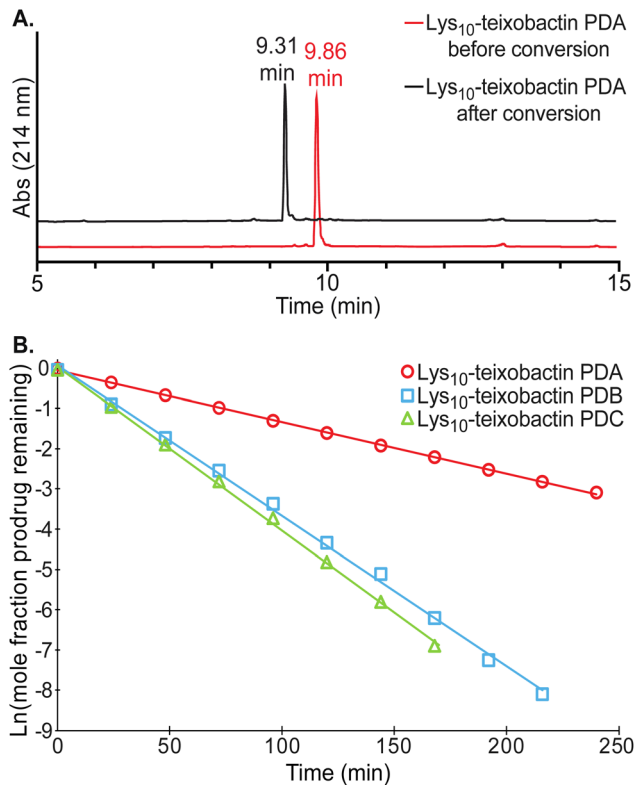 A.
9.31
min
9.86
min
Lys₁₀-teixobactin PDA
before conversion
Lys₁₀-teixobactin PDA
after conversion
Abs (214 nm)
5
10
15
Time (min)
B.
0
-1
-2
-3
-4
-5
-6
-7
-8
-9
Ln(mole fraction prodrug remaining)
Lys₁₀-teixobactin PDA
Lys₁₀-teixobactin PDB
Lys₁₀-teixobactin PDC
0
50
100
150
200
250
Time (min)